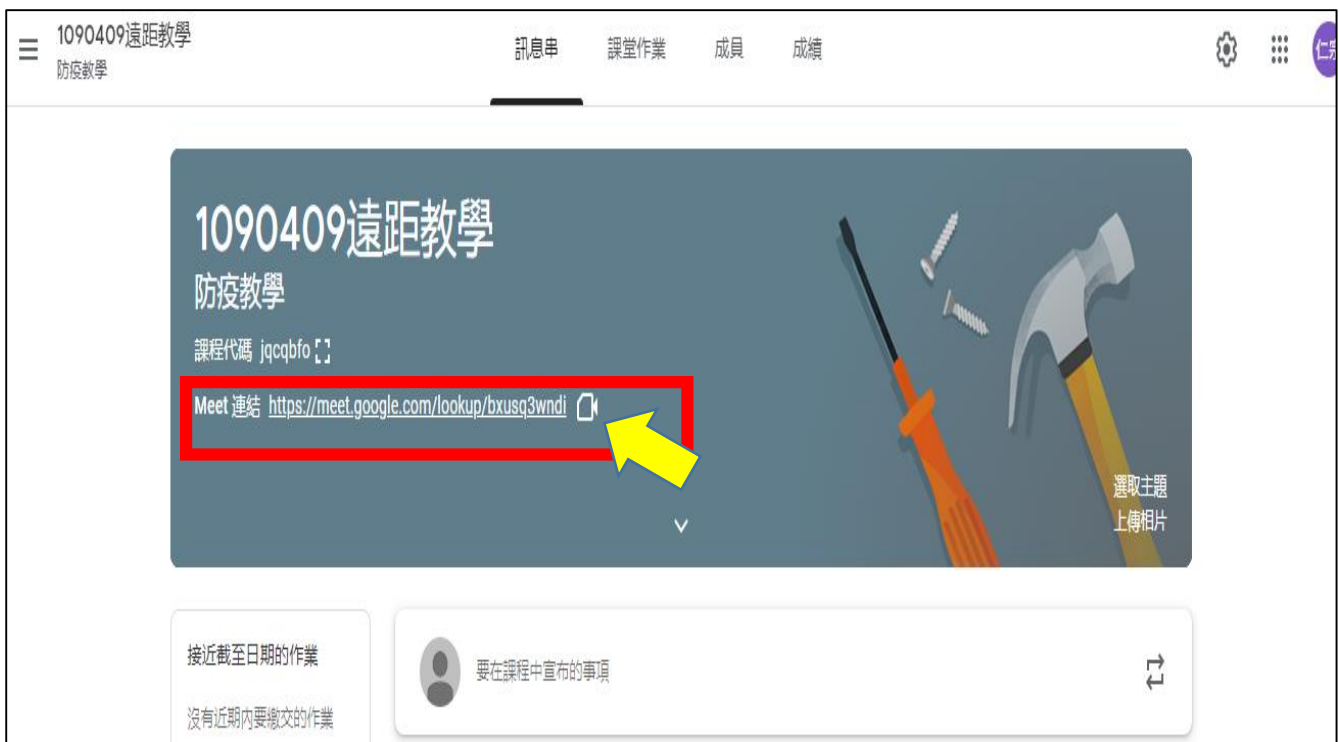 1090409遠距教學
防疫教學
訊息串 課堂作業 成員 成績
仁宗
1090409遠距教學
防疫教學
課程代碼 jqcqbfo
Meet 連結 https://meet.google.com/lookup/bxusq3wndi
選取主題
上傳相片
接近截至日期的作業
沒有近期內要繳交的作業
要在課程中宣布的事項